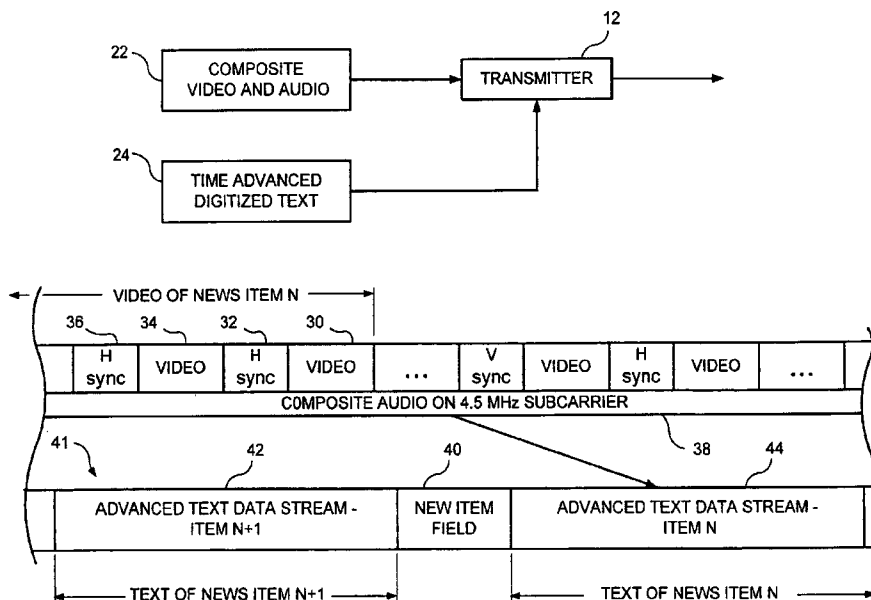 12
22
COMPOSITE
VIDEO AND AUDIO
TRANSMITTER
24
TIME ADVANCED
DIGITIZED TEXT
VIDEO OF NEWS ITEM N
36 34 32 30
H
sync
VIDEO
H
sync
VIDEO
...
V
sync
VIDEO
H
sync
VIDEO
...
COMPOSITE AUDIO ON 4.5 MHz SUBCARRIER
41 42 40 38 44
ADVANCED TEXT DATA STREAM -
ITEM N+1
NEW ITEM
FIELD
ADVANCED TEXT DATA STREAM -
ITEM N
TEXT OF NEWS ITEM N+1
TEXT OF NEWS ITEM N